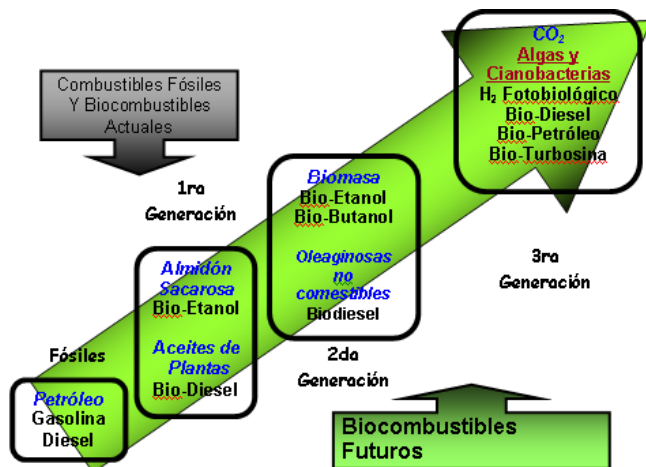 CO2
Algas y
Cianobacterias
H2 Fotobiológico
Bio-Diesel
Bio-Petróleo
Bio-Turbosina
Combustibles Fósiles
Y Biocombustibles
Actuales
1ra
Generación
Biomasa
Bio-Etanol
Bio-Butanol
Oleaginosas
no
comestibles
Biodiesel
3ra
Generación
Almidón
Sacarosa
Bio-Etanol
Aceites de
Plantas
Bio-Diesel
2da
Generación
Fósiles
Petróleo
Gasolina
Diesel
Biocombustibles
Futuros